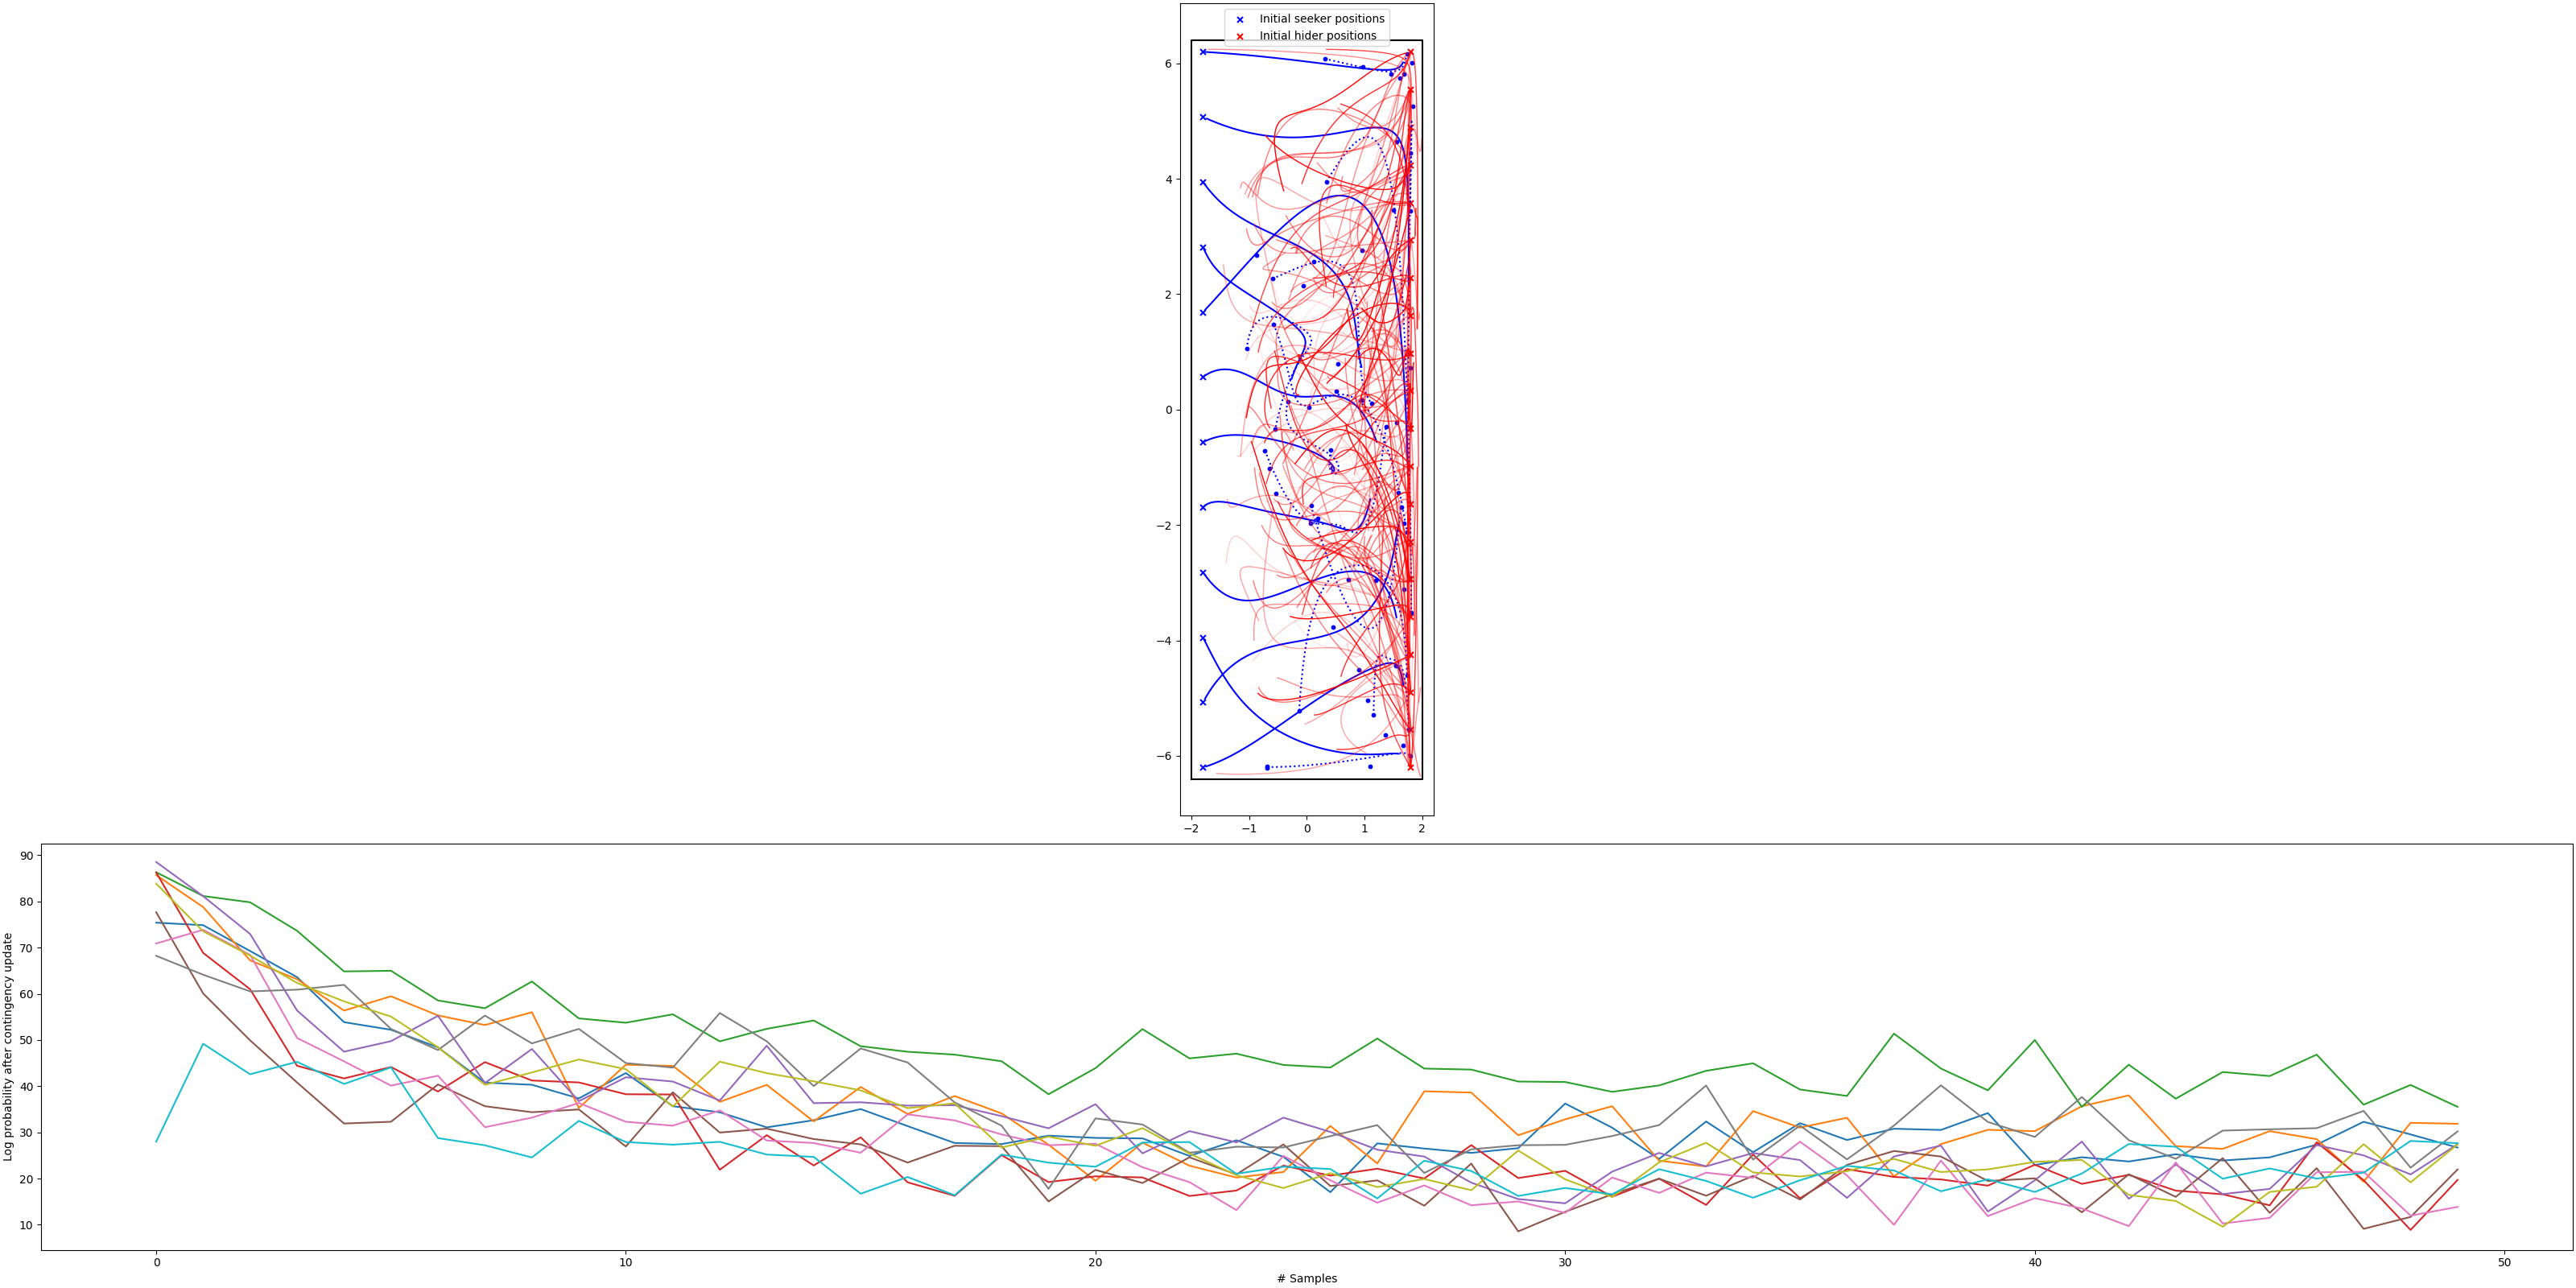 Initial seeker positions
Initial hider positions
6
4
2
0
−2
−4
−6
−2 −1 0 1 2
90
80
70
60
50
40
30
20
10
Log probability after contingency update
0 10 20 30 40 50
# Samples